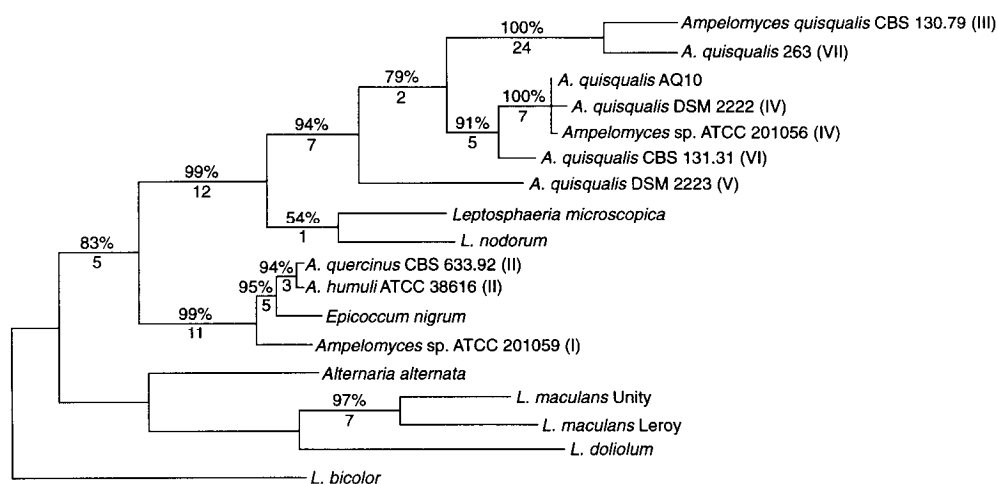 100%
24
Ampelomyces quisqualis CBS 130.79 (III)
A. quisqualis 263 (VII)
79%
2
A. quisqualis AQ10
100%
7
A. quisqualis DSM 2222 (IV)
91%
5
Ampelomyces sp. ATCC 201056 (IV)
94%
7
A. quisqualis CBS 131.31 (VI)
99%
12
A. quisqualis DSM 2223 (V)
54%
1
Leptosphaeria microscopica
L. nodorum
83%
5
94%
3
A. quercinus CBS 633.92 (II)
A. humuli ATCC 38616 (II)
95%
5
99%
11
Epicoccum nigrum
Ampelomyces sp. ATCC 201059 (I)
Alternaria alternata
97%
7
L. maculans Unity
L. maculans Leroy
L. doliolum
L. bicolor